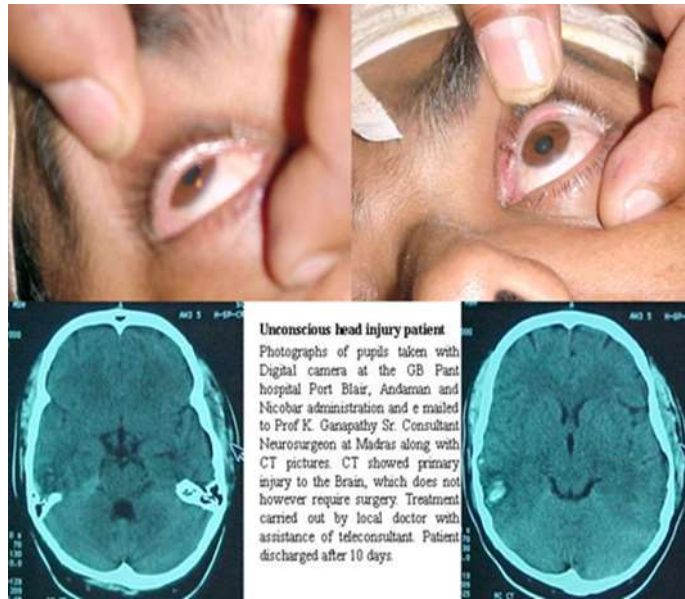 Unconscious head injury patient
Photographs of pupils taken with
Digital camera at the GB Pant
hospital Port Blair, Andaman and
Nicobar administration and e mailed
to Prof K. Ganapathy Sr. Consultant
Neurosurgeon at Madras along with
CT pictures. CT showed primary
injury to the Brain, which does not
however require surgery. Treatment
carried out by local doctor with
assistance of teleconsultant. Patient
discharged after 10 days.